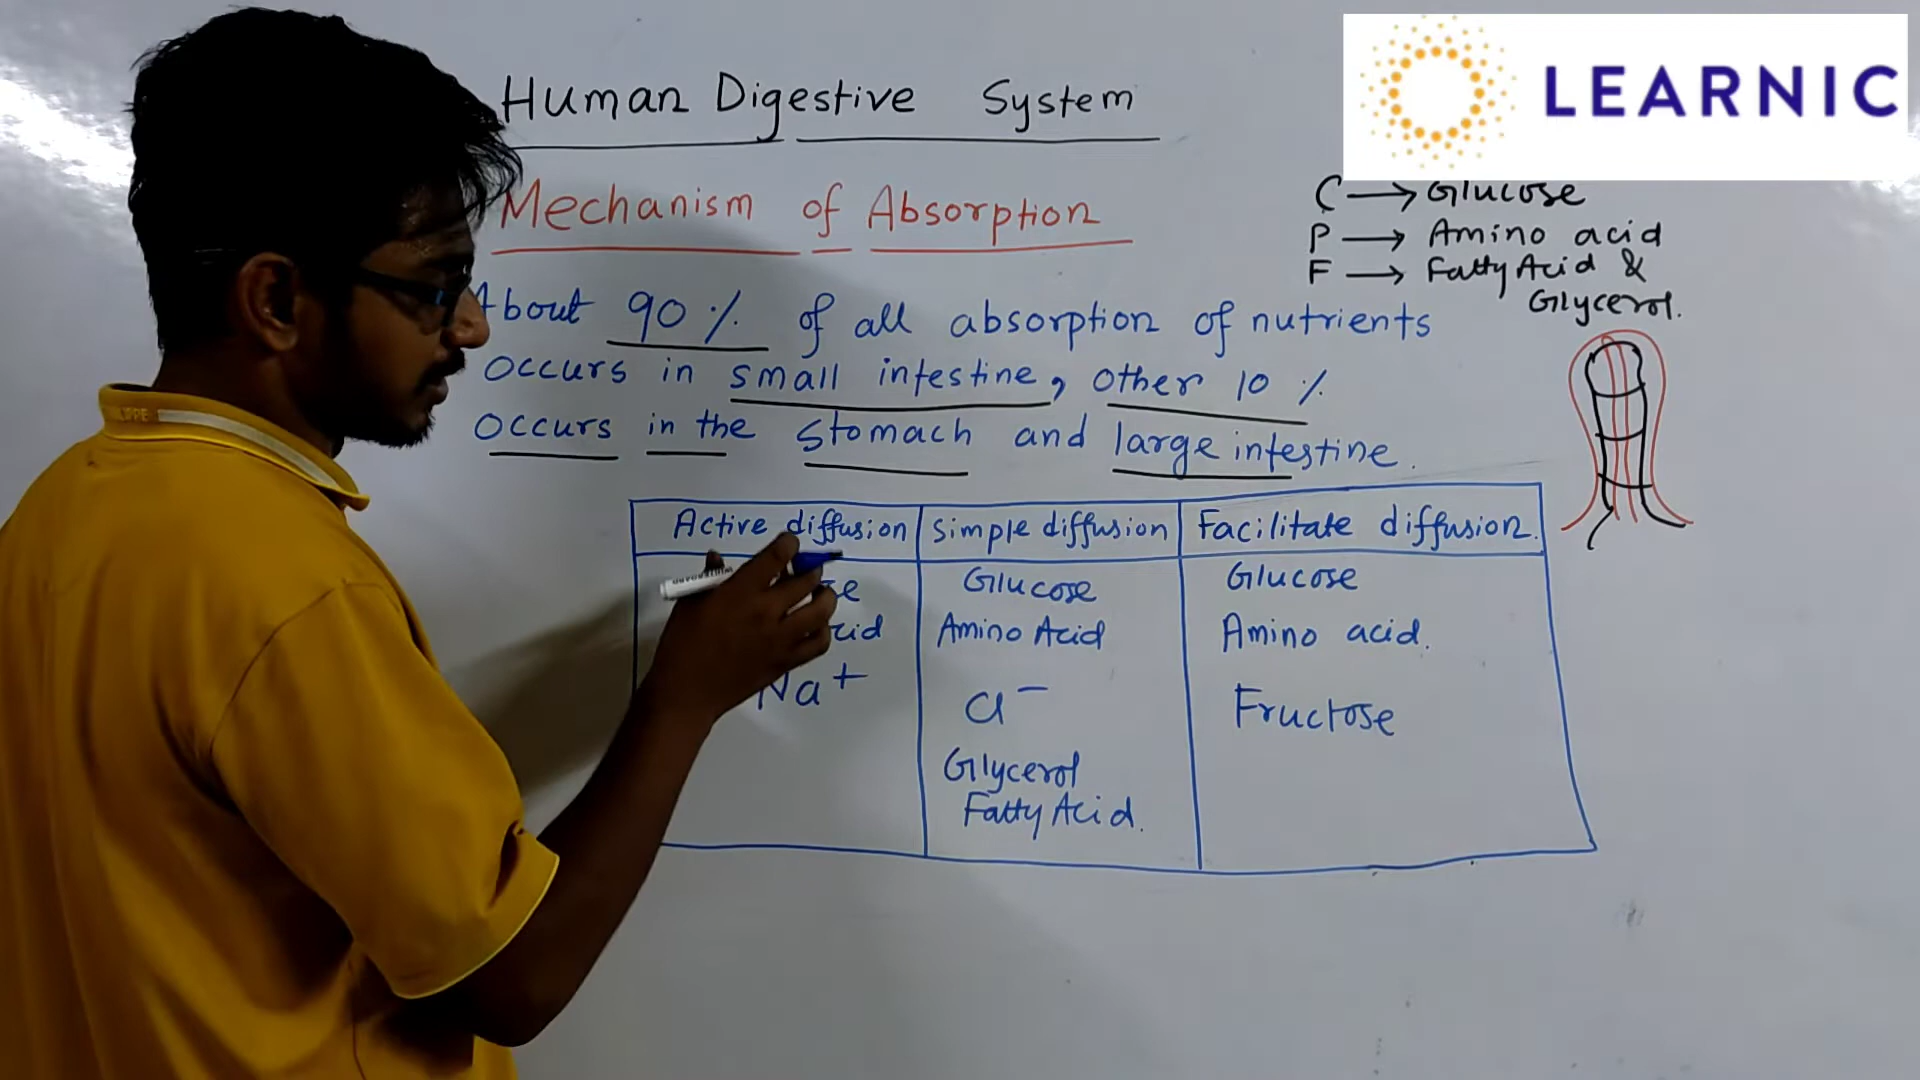 LEARNIC
Human Digestive System
Mechanism of Absorption
C → Glucose
P → Amino acid
F → Fatty Acid &
Glycerol.
About 90% of all absorption of nutrients
occurs in small intestine, other 10%
occurs in the stomach and large intestine.
Active diffusion Simple diffusion Facilitate diffusion.
Glucose Glucose
Amino Acid Amino acid.
Na+ Cl- Fructose
Glycerol
Fatty Acid.